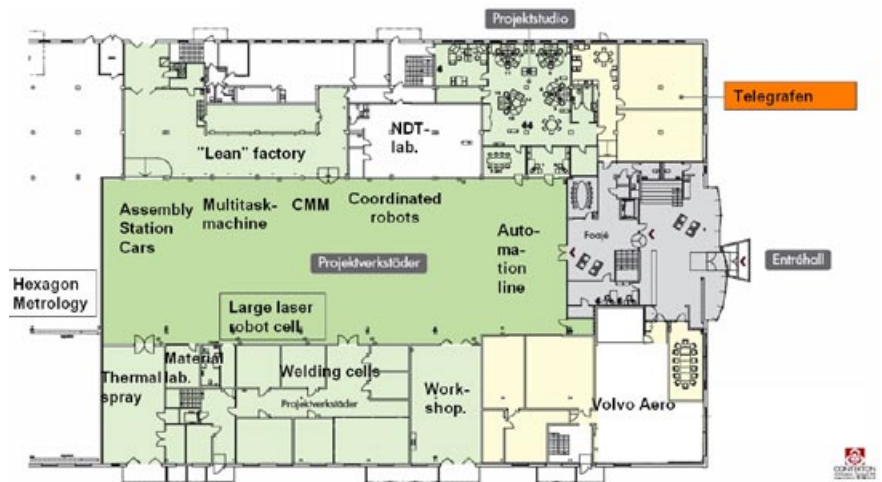 Projektstudio
Telegrafen
44
NDT-
lab.
"Lean" factory
Assembly
Station
Cars
Multitask-
machine
CMM
Coordinated
robots
Auto-
ma-
tion
line
Foajé
Projektverkstäder
Entréhall
Hexagon
Metrology
Large laser
robot cell
Thermal
spray
Material
lab.
Welding cells
Projektverkstäder
Work-
shop.
Volvo Aero
CONTEKTON